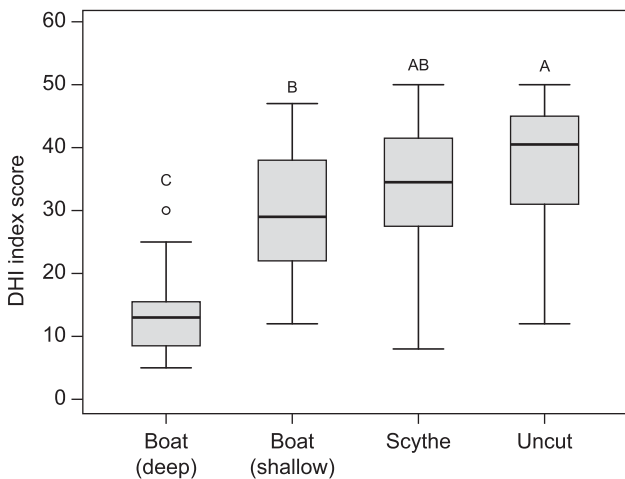 DHI index score
60
50
40
30
20
10
0
C
B
AB
A
Boat
(deep)
Boat
(shallow)
Scythe
Uncut